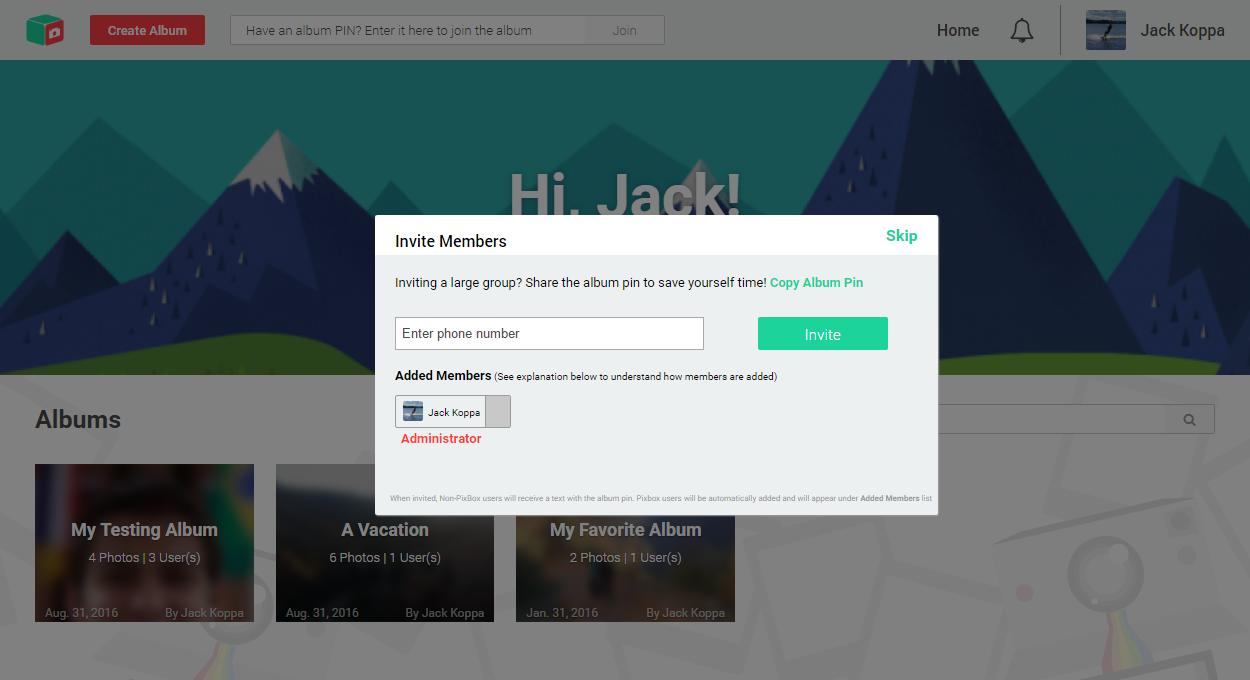 Create Album
Have an album PIN? Enter it here to join the album
Join
Home
Jack Koppa
Hi, Jack!
Invite Members
Skip
Inviting a large group? Share the album pin to save yourself time! Copy Album Pin
Enter phone number
Invite
Added Members (See explanation below to understand how members are added)
Jack Koppa
Administrator
When invited, Non-PixBox users will receive a text with the album pin. Pixbox users will be automatically added and will appear under Added Members list
Albums
My Testing Album
4 Photos | 3 User(s)
Aug. 31, 2016 By Jack Koppa
A Vacation
6 Photos | 1 User(s)
Aug. 31, 2016 By Jack Koppa
My Favorite Album
2 Photos | 1 User(s)
Jan. 31, 2016 By Jack Koppa